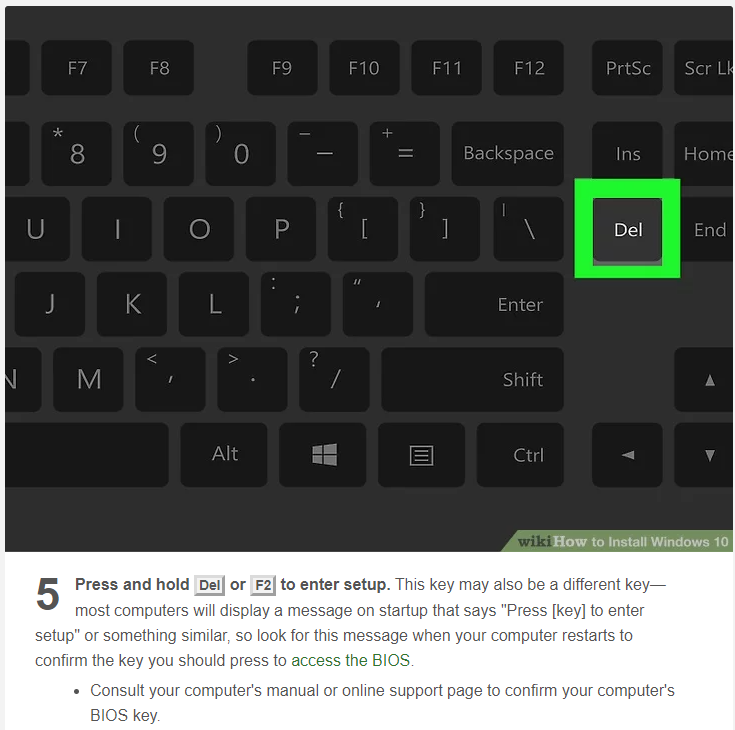 F7 F8 F9 F10 F11 F12 PrtSc Scr Lk
* 8 ( 9 ) 0 – – + = Backspace Ins Home
U I O P { [ } ] | \ Del End
J K L : ; “ ‘ Enter
N M < , > . ? / Shift
Alt Ctrl
wikiHow to Install Windows 10
5 Press and hold Del or F2 to enter setup. This key may also be a different key—
most computers will display a message on startup that says "Press [key] to enter
setup" or something similar, so look for this message when your computer restarts to
confirm the key you should press to access the BIOS.
• Consult your computer's manual or online support page to confirm your computer's
BIOS key.